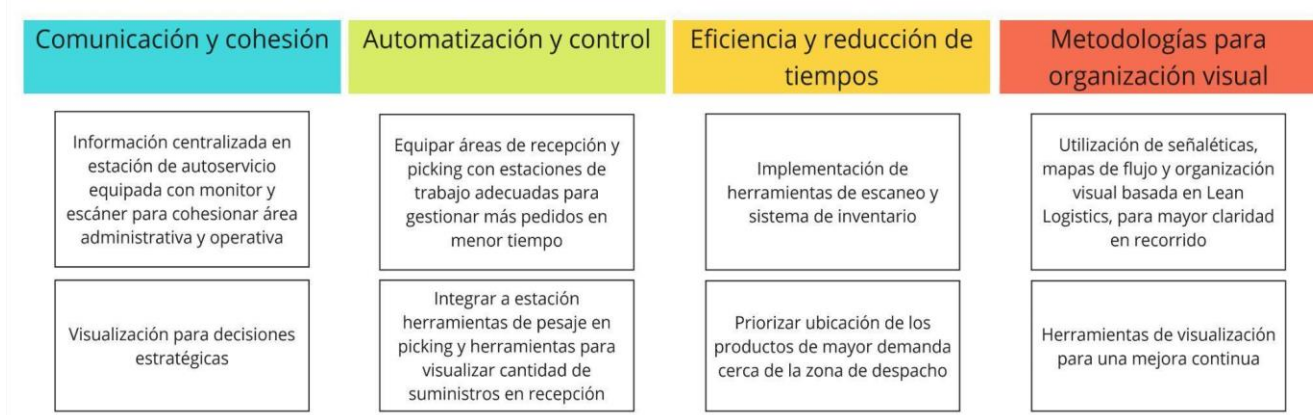 Comunicación y cohesión
Automatización y control
Eficiencia y reducción de
tiempos
Metodologías para
organización visual
Información centralizada en
estación de autoservicio
equipada con monitor y
escáner para cohesionar área
administrativa y operativa
Equipar áreas de recepción y
picking con estaciones de
trabajo adecuadas para
gestionar más pedidos en
menor tiempo
Implementación de
herramientas de escaneo y
sistema de inventario
Utilización de señaléticas,
mapas de flujo y organización
visual basada en Lean
Logistics, para mayor claridad
en recorrido
Visualización para decisiones
estratégicas
Integrar a estación
herramientas de pesaje en
picking y herramientas para
visualizar cantidad de
suministros en recepción
Priorizar ubicación de los
productos de mayor demanda
cerca de la zona de despacho
Herramientas de visualización
para una mejora continua